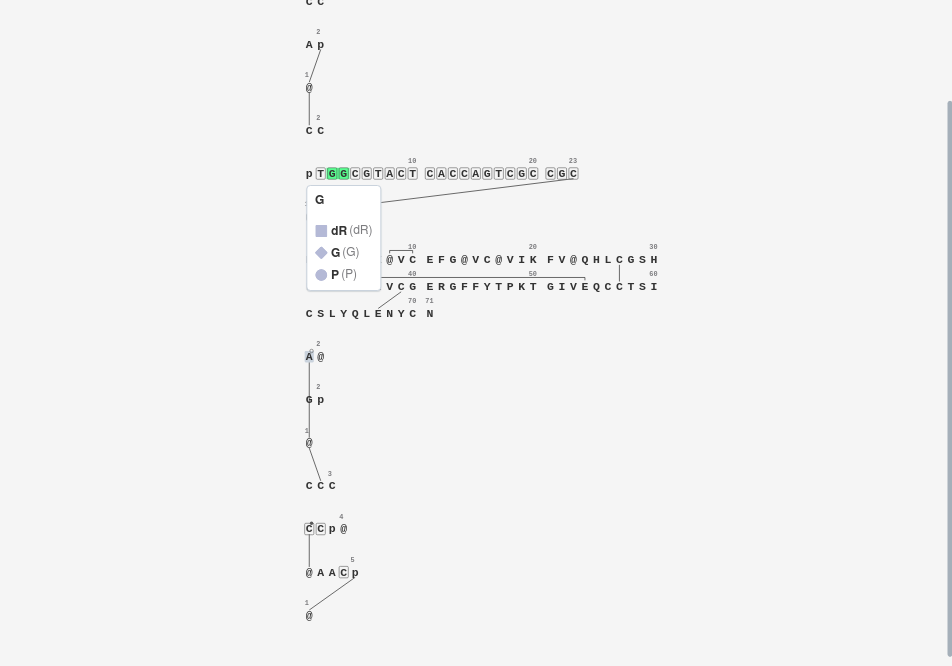 C C
2
A p
1
@
2
C C
10 20 23
p T G G C G T A C T C A C C A G T C G C C G C
G
dR (dR)
G (G)
P (P)
10 20 30
@ V C E F G @ V C @ V I K F V @ Q H L C G S H
40 50 60
V C G E R G F F Y T P K T G I V E Q C C T S I
70 71
C S L Y Q L E N Y C N
2
A @
2
G p
1
@
3
C C C
4
C C p @
5
@ A A C p
1
@